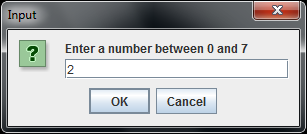 Input
?
Enter a number between 0 and 7
2
OK
Cancel